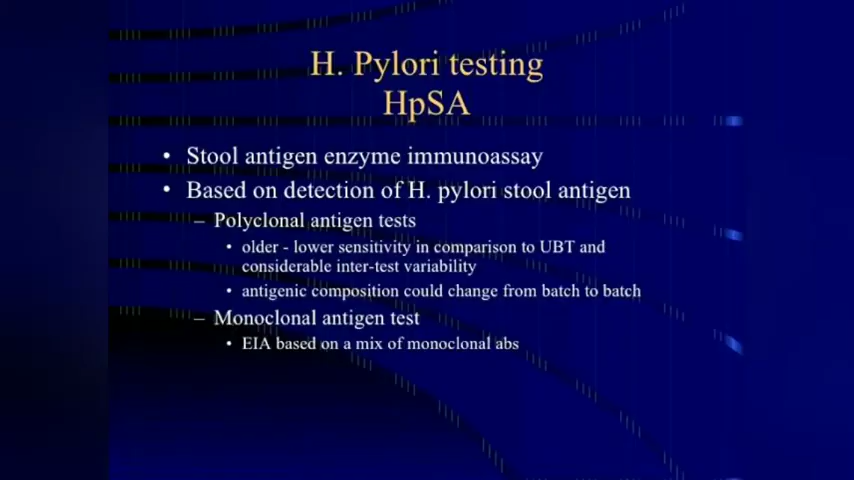 H. Pylori testing
HpSA
• Stool antigen enzyme immunoassay
• Based on detection of H. pylori stool antigen
– Polyclonal antigen tests
• older - lower sensitivity in comparison to UBT and
considerable inter-test variability
• antigenic composition could change from batch to batch
– Monoclonal antigen test
• EIA based on a mix of monoclonal abs